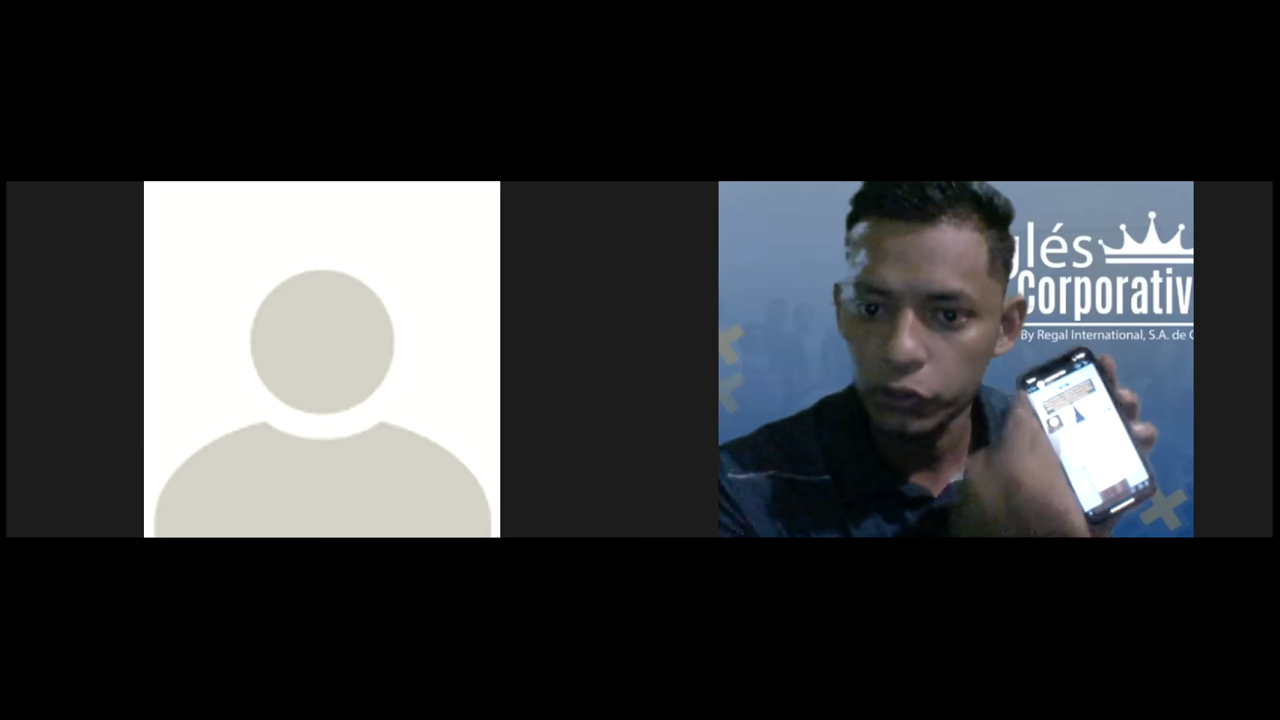 glés
Corporativ
By Regal International, S.A. de C